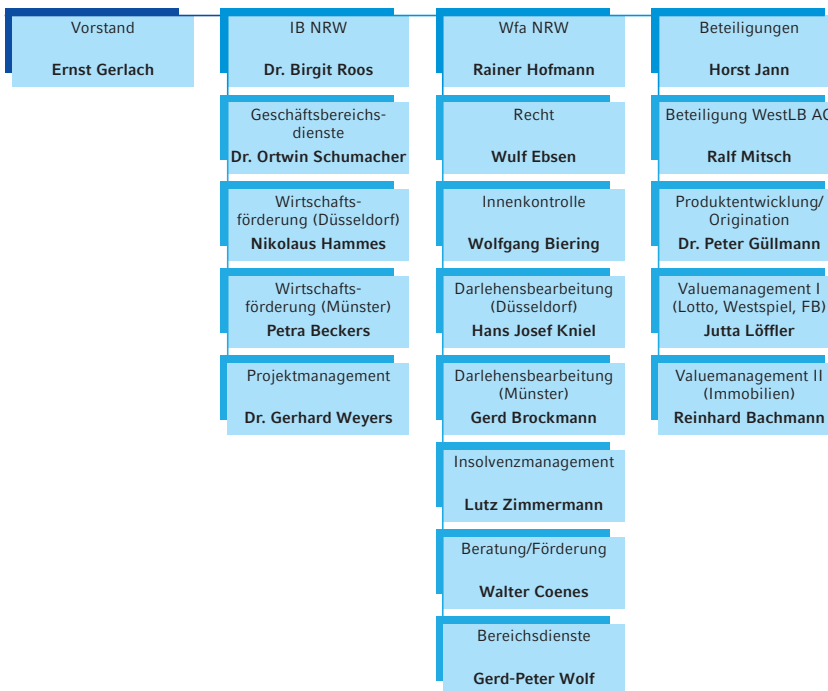 Vorstand
Ernst Gerlach
IB NRW
Dr. Birgit Roos
Geschäftsbereichs-
dienste
Dr. Ortwin Schumacher
Wirtschafts-
förderung (Düsseldorf)
Nikolaus Hammes
Wirtschafts-
förderung (Münster)
Petra Beckers
Projektmanagement
Dr. Gerhard Weyers
Wfa NRW
Rainer Hofmann
Recht
Wulf Ebsen
Innenkontrolle
Wolfgang Biering
Darlehensbearbeitung
(Düsseldorf)
Hans Josef Kniel
Darlehensbearbeitung
(Münster)
Gerd Brockmann
Insolvenzmanagement
Lutz Zimmermann
Beratung/Förderung
Walter Coenes
Bereichsdienste
Gerd-Peter Wolf
Beteiligungen
Horst Jann
Beteiligung WestLB AG
Ralf Mitsch
Produktentwicklung/
Origination
Dr. Peter Güllmann
Valuemanagement I
(Lotto, Westspiel, FB)
Jutta Löffler
Valuemanagement II
(Immobilien)
Reinhard Bachmann